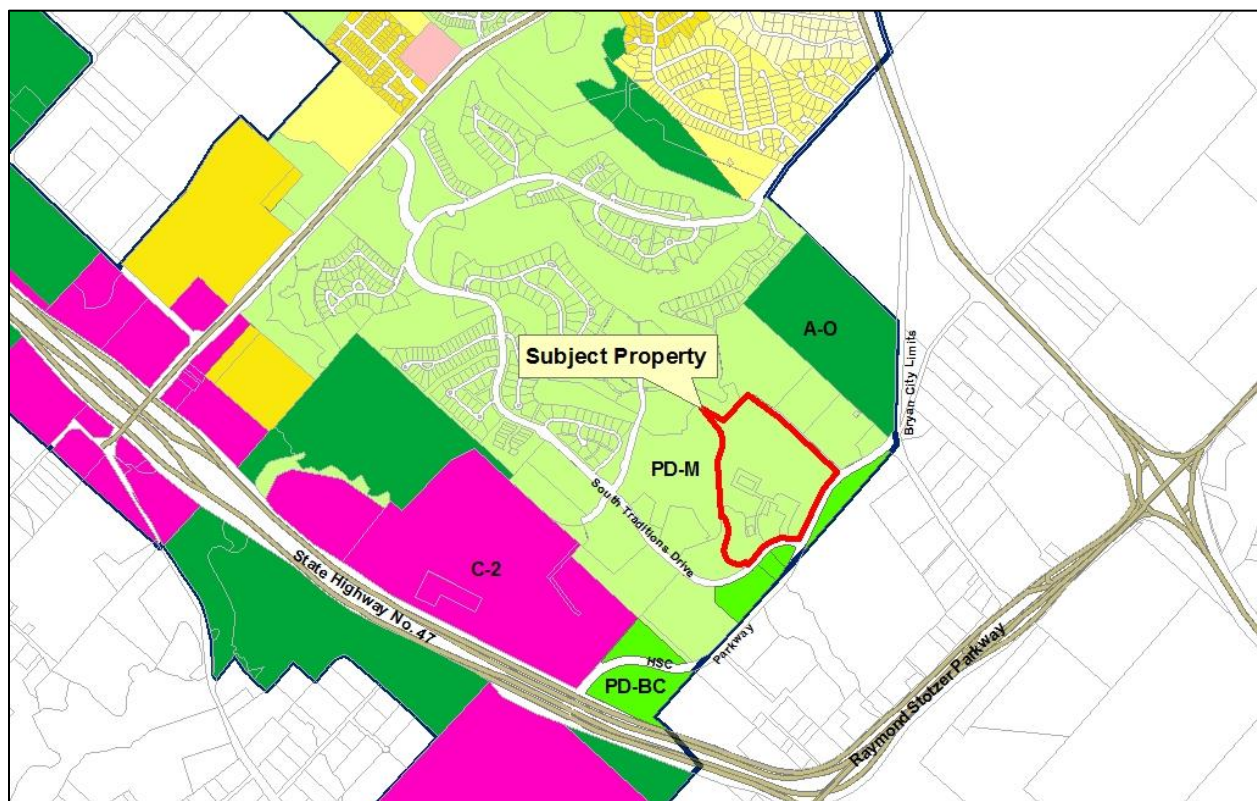 A-O
Bryan City Limits
Subject Property
PD-M
South Traditions Drive
C-2
State Highway No. 47
HSC
Parkway
PD-BC
Raymond Stotzer Parkway